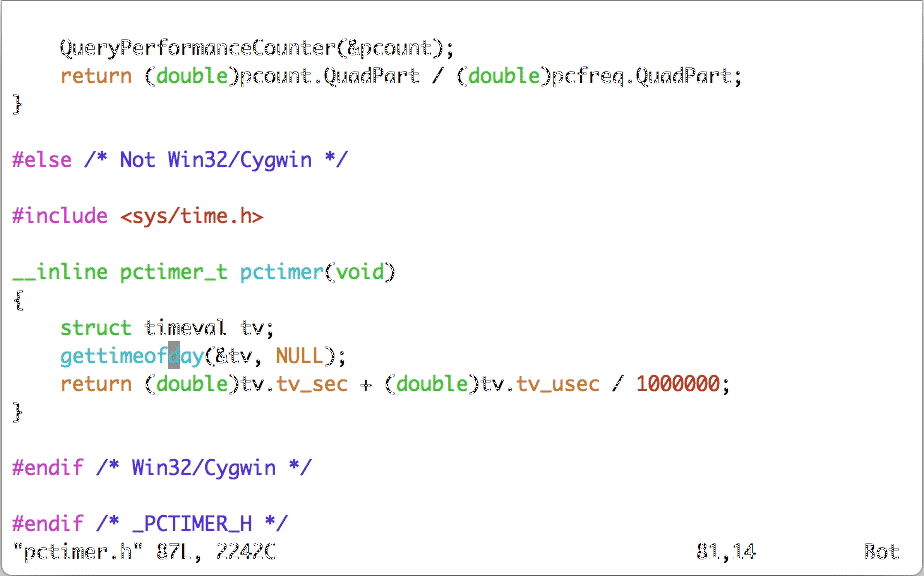 QueryPerformanceCounter(&pcount);
return (double)pcount.QuadPart / (double)pcfreq.QuadPart;
}
#else /* Not Win32/Cygwin */
#include <sys/time.h>
__inline pctimer_t pctimer(void)
{
struct timeval tv;
gettimeofday(&tv, NULL);
return (double)tv.tv_sec + (double)tv.tv_usec / 1000000;
}
#endif /* Win32/Cygwin */
#endif /* _PCTIMER_H */
"pctimer.h" 87L, 2242C 81,14 Bot